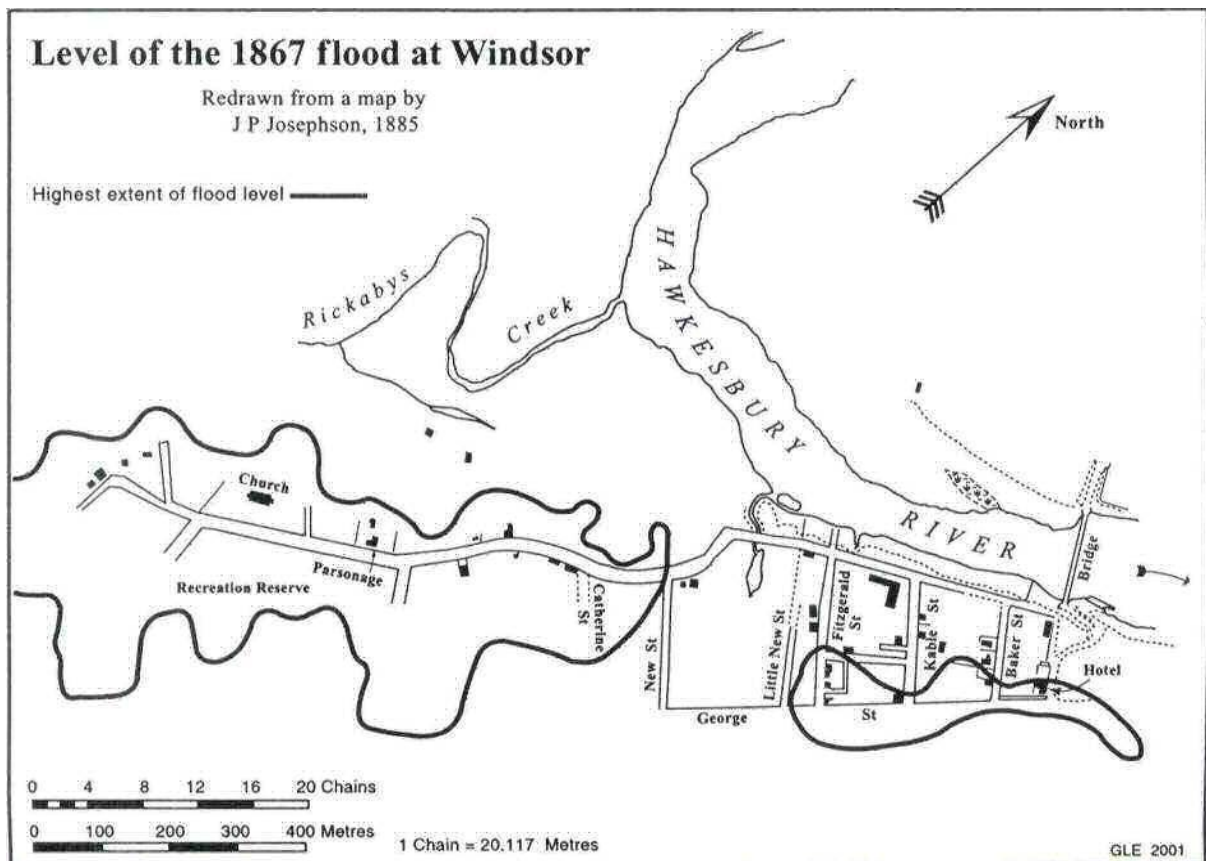 Level of the 1867 flood at Windsor
Redrawn from a map by
J P Josephson, 1885
Highest extent of flood level
North
Rickabys
Creek
HAWKESBURY
RIVER
Bridge
Church
Parsonage
Recreation Reserve
Catherine
St
New St
Little New St
Fitzgerald
St
Kable
St
Baker St
Hotel
George
St
0 4 8 12 16 20 Chains
0 100 200 300 400 Metres
1 Chain = 20.117 Metres
GLE 2001